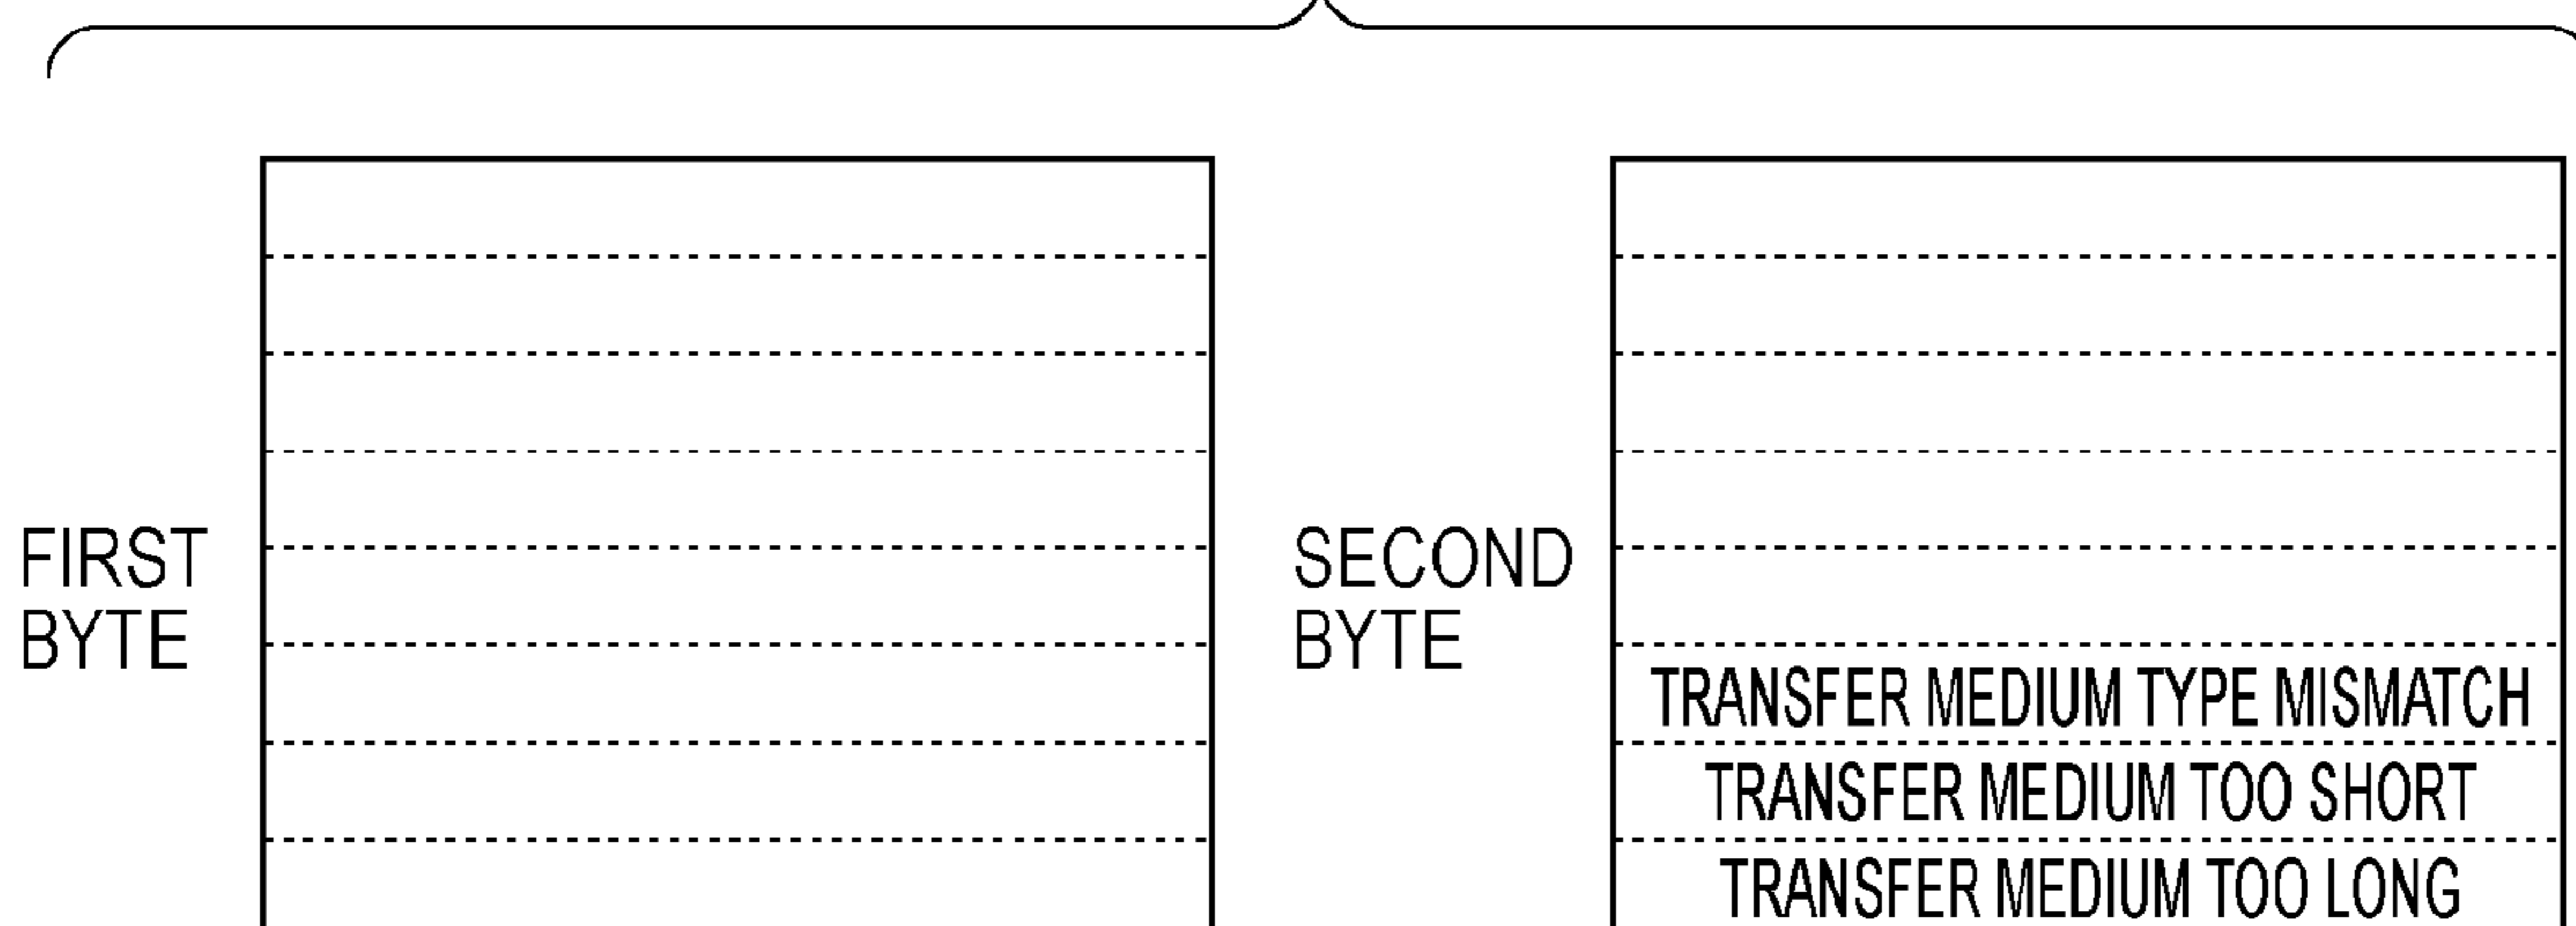 FIRST
BYTE
SECOND
BYTE
TRANSFER MEDIUM TYPE MISMATCH
TRANSFER MEDIUM TOO SHORT
TRANSFER MEDIUM TOO LONG